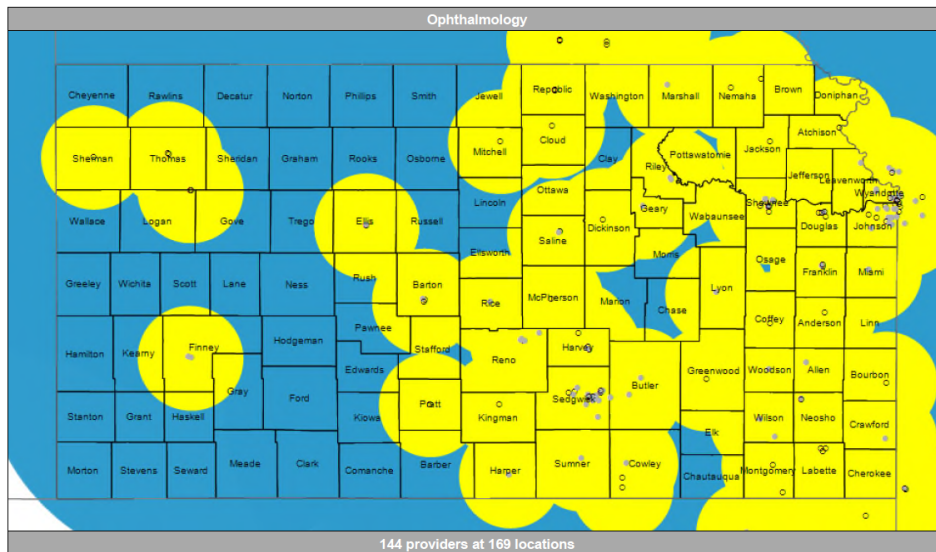 Ophthalmology
Cheyenne Rawlins Decatur Norton Phillips Smith Jewell Republic Washington Marshall Nemaha Brown Doniphan
Sherman Thomas Sheridan Graham Rooks Osborne Mitchell Cloud Clay Riley Pottawatomie Jackson Atchison
Jefferson Leavenworth Wyandotte
Wallace Logan Gove Trego Ellis Russell Lincoln Ottawa Saline Dickinson Geary Wabaunsee Shawnee Douglas Johnson
Ellsworth Morris Osage Franklin Miami
Greeley Wichita Scott Lane Ness Rush Barton Rice McPherson Marion Chase Lyon Coffey Anderson Linn
Hamilton Kearny Finney Hodgeman Pawnee Stafford Reno Harvey
Edwards Greenwood Woodson Allen Bourbon
Gray Ford Sedgwick Butler
Stanton Grant Haskell Kiowa Pratt Kingman Elk Wilson Neosho Crawford
Morton Stevens Seward Meade Clark Comanche Barber Harper Sumner Cowley Chautauqua Montgomery Labette Cherokee
144 providers at 169 locations